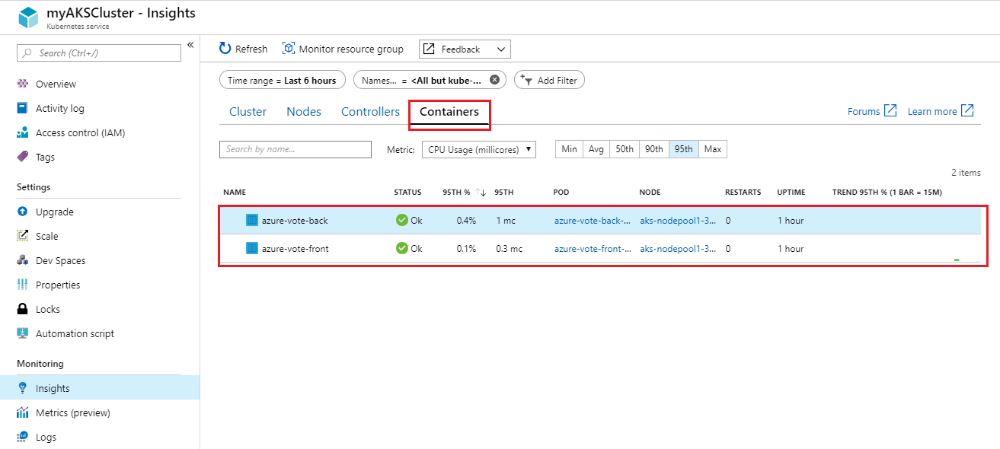 myAKSCluster - Insights
Kubernetes service
Search (Ctrl+/)
«
Overview
Activity log
Access control (IAM)
Tags
Settings
Upgrade
Scale
Dev Spaces
Properties
Locks
Automation script
Monitoring
Insights
Metrics (preview)
Logs
Refresh Monitor resource group Feedback
Time range = Last 6 hours Names... = <All but kube-... Add Filter
Cluster Nodes Controllers Containers Forums Learn more
Search by name... Metric: CPU Usage (millicores) Min Avg 50th 90th 95th Max
2 items
NAME STATUS 95TH % 95TH POD NODE RESTARTS UPTIME TREND 95TH % (1 BAR = 15M)
azure-vote-back Ok 0.4% 1 mc azure-vote-back-... aks-nodepool1-3... 0 1 hour
azure-vote-front Ok 0.1% 0.3 mc azure-vote-front-... aks-nodepool1-3... 0 1 hour